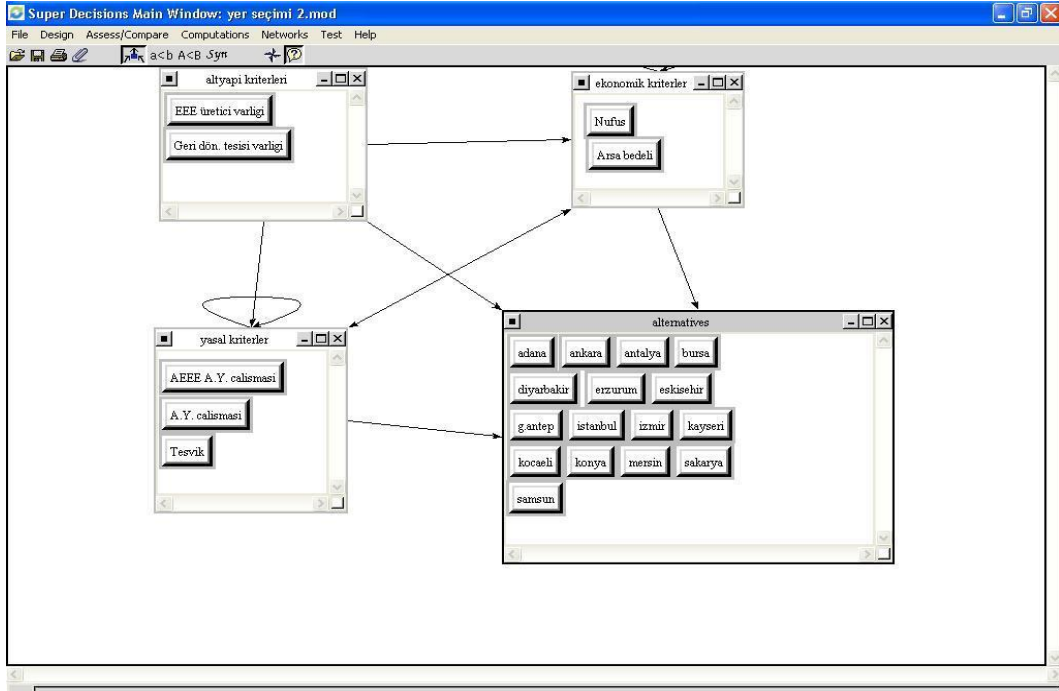 Super Decisions Main Window: yer seçimi 2.mod
File Design Assess/Compare Computations Networks Test Help
a<b A<B Syn
altyapi kriterleri
EEE üretici varligi
Geri dön. tesisi varligi
ekonomik kriterler
Nufus
Arsa bedeli
yasal kriterler
AEEE A.Y. calismasi
A.Y. calismasi
Tesvik
alternatives
adana ankara antalya bursa
diyarbakir erzurum eskisehir
g.antep istanbul izmir kayseri
kocaeli konya mersin sakarya
samsun